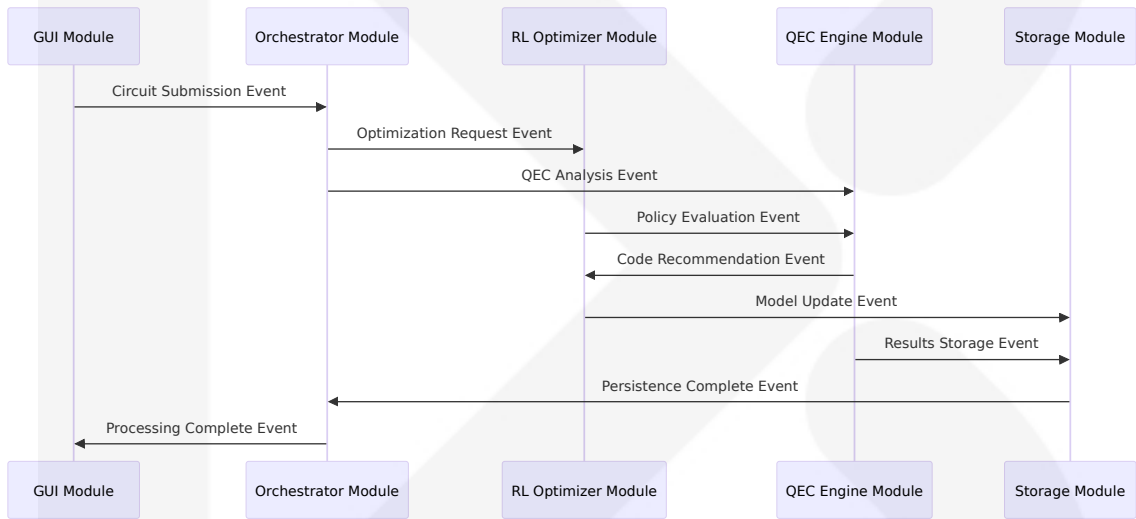 GUI Module
Orchestrator Module
RL Optimizer Module
QEC Engine Module
Storage Module
Circuit Submission Event
Optimization Request Event
QEC Analysis Event
Policy Evaluation Event
Code Recommendation Event
Model Update Event
Results Storage Event
Persistence Complete Event
Processing Complete Event
GUI Module
Orchestrator Module
RL Optimizer Module
QEC Engine Module
Storage Module